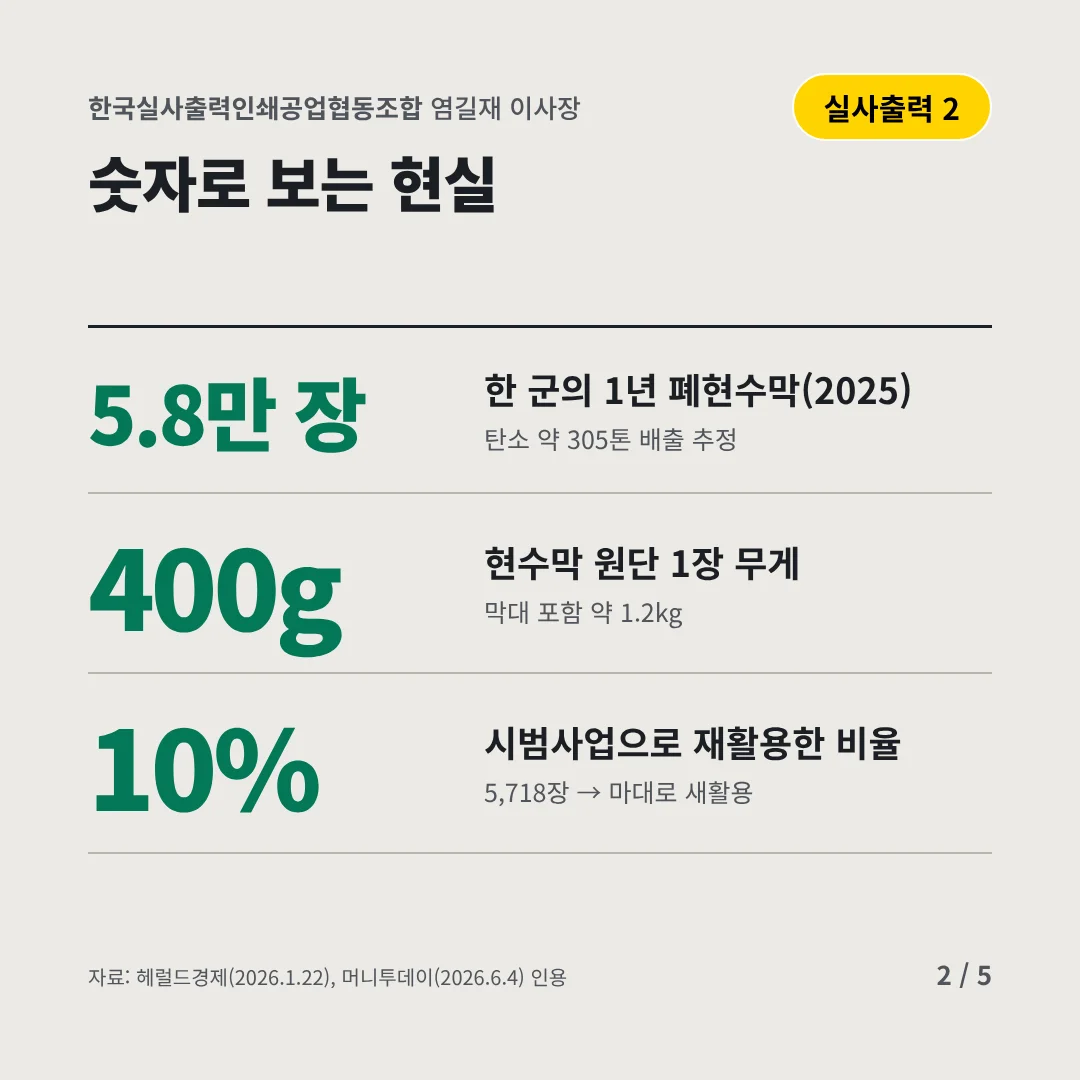 한국실사출력인쇄공업협동조합 염길재 이사장
실사출력 2
숫자로 보는 현실
5.8만 장
한 군의 1년 폐현수막(2025)
탄소 약 305톤 배출 추정
400g
현수막 원단 1장 무게
막대 포함 약 1.2kg
10%
시범사업으로 재활용한 비율
5,718장 → 마대로 새활용
자료: 헤럴드경제(2026.1.22), 머니투데이(2026.6.4) 인용
2 / 5